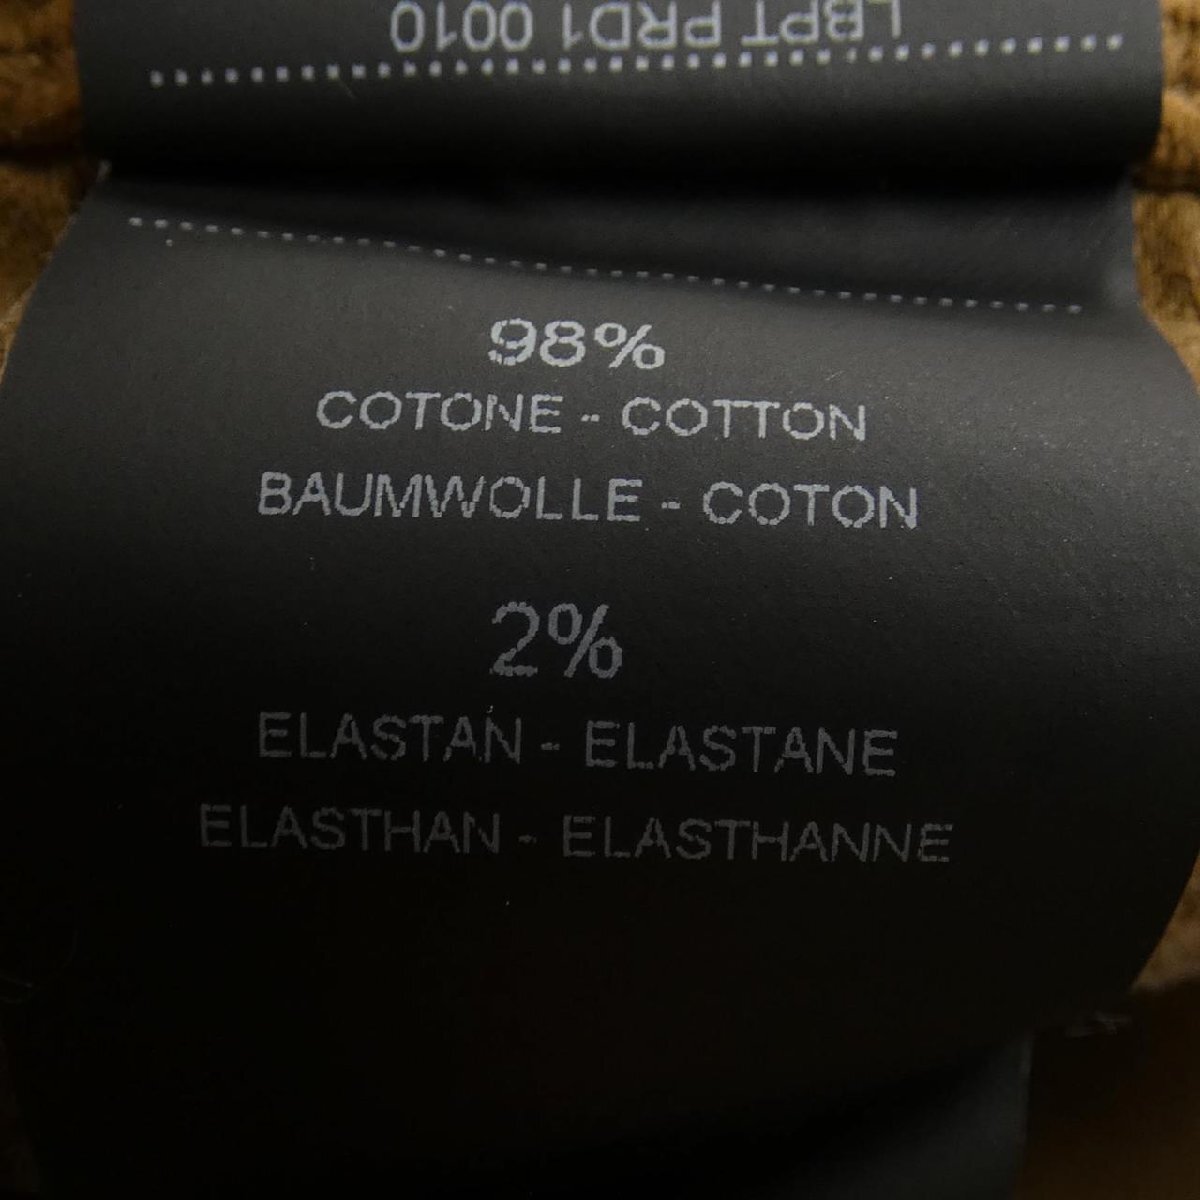 LBPT PRD1 0010
98%
COTONE - COTTON
BAUMWOLLE - COTON
2%
ELASTAN - ELASTANE
ELASTHAN - ELASTHANNE